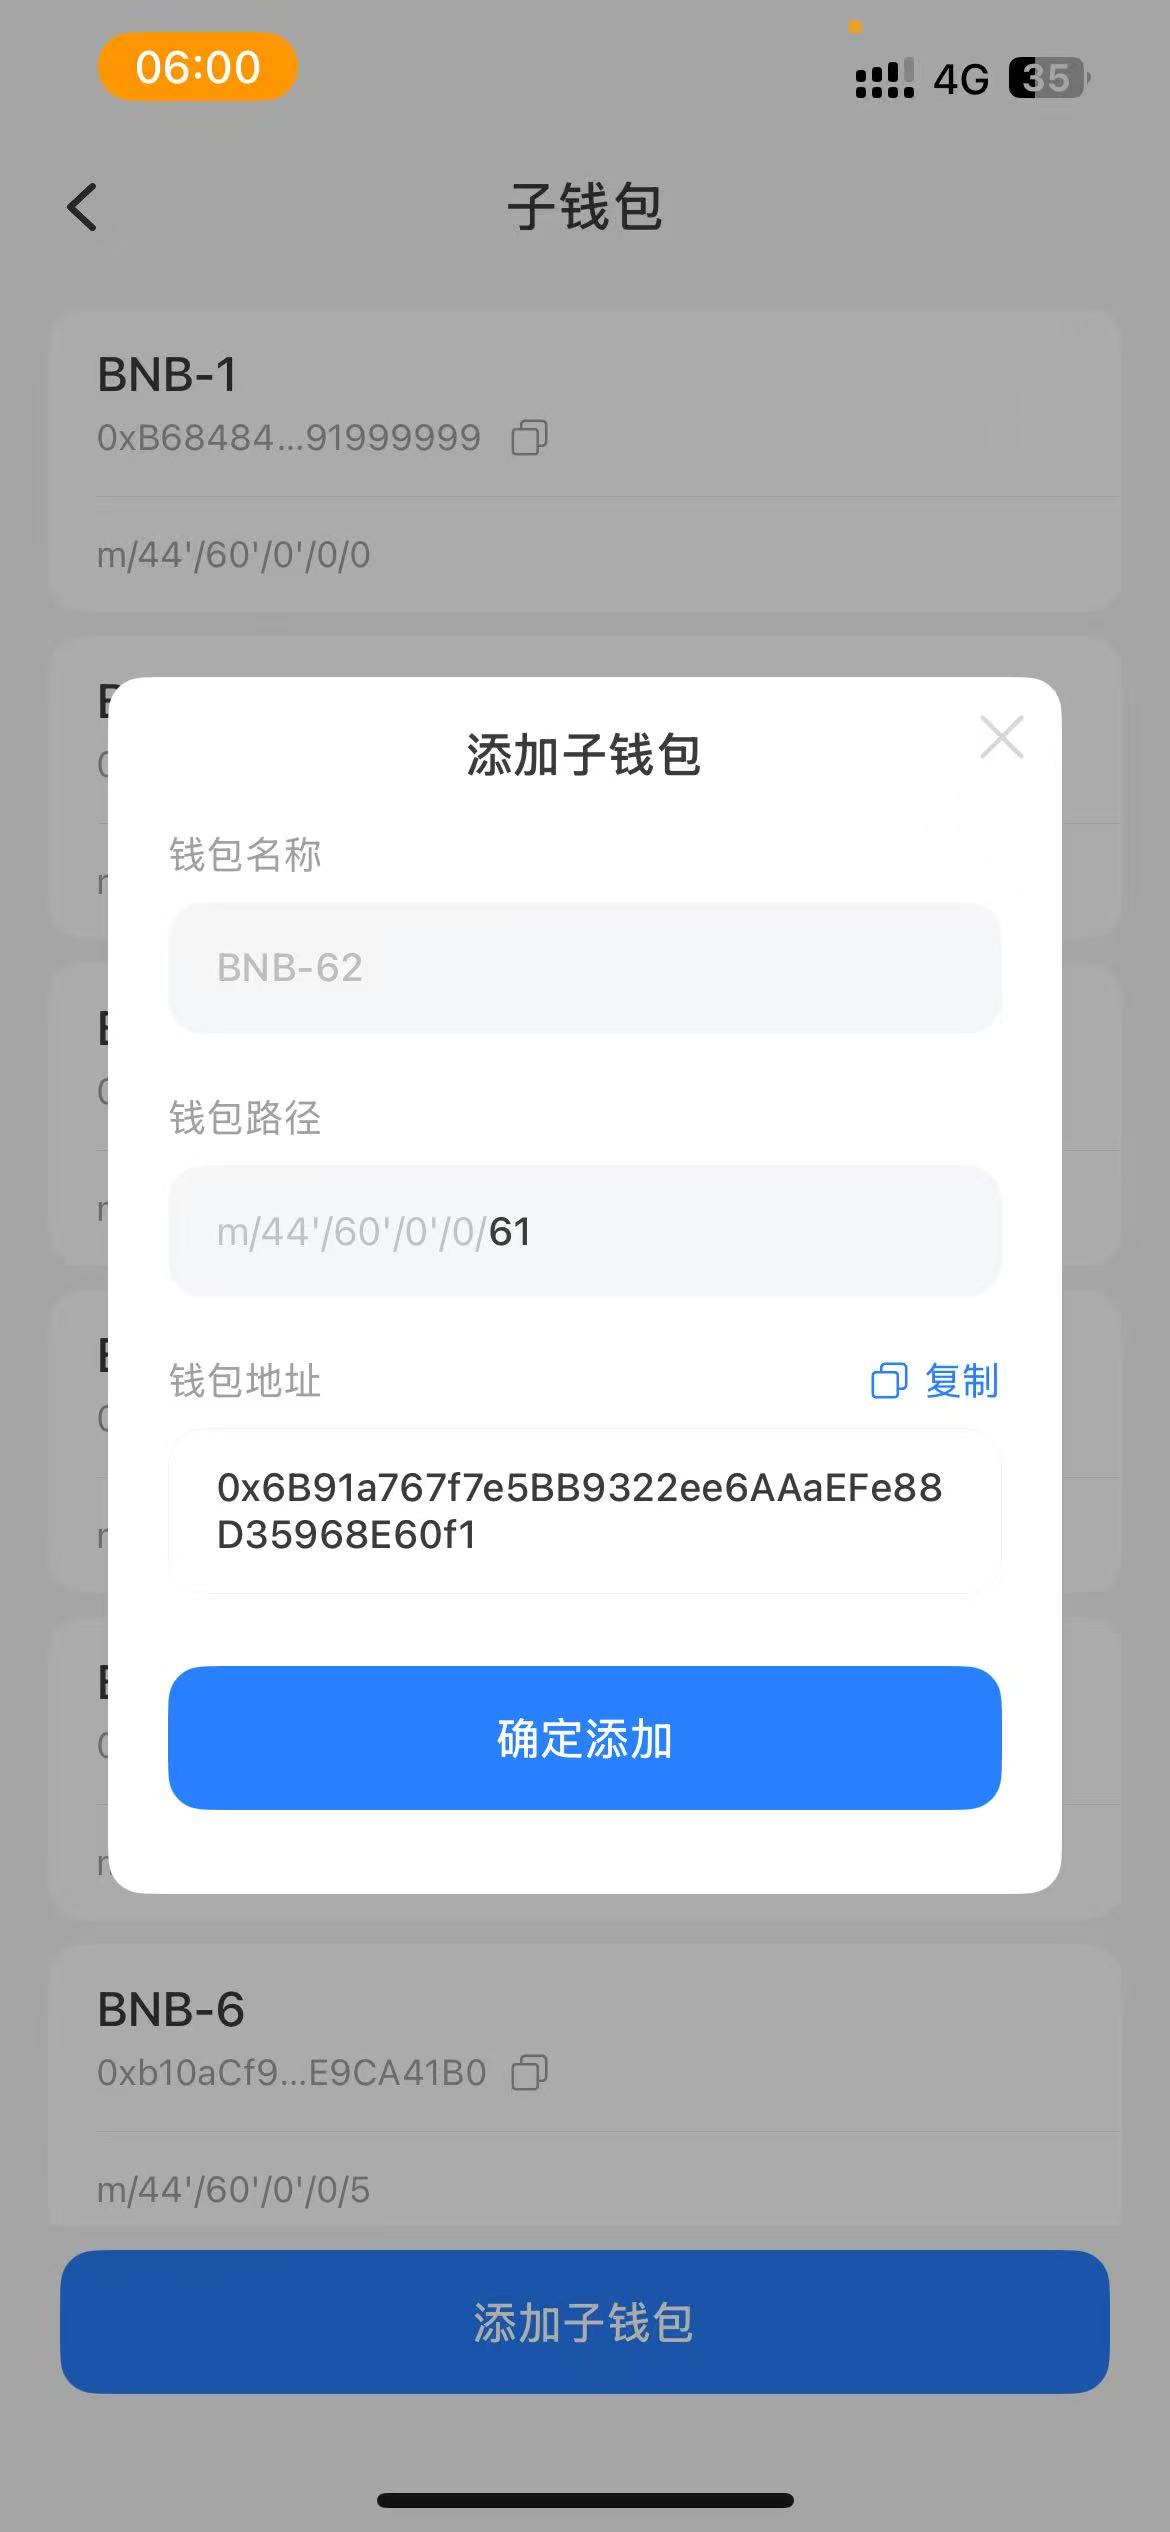 06:00
4G 35
子钱包
BNB-1
0xB68484...91999999
m/44'/60'/0'/0/0
添加子钱包
钱包名称
BNB-62
钱包路径
m/44'/60'/0'/0/61
钱包地址 复制
0x6B91a767f7e5BB9322ee6AAaEFe88
D35968E60f1
确定添加
BNB-6
0xb10aCf9...E9CA41B0
m/44'/60'/0'/0/5
添加子钱包